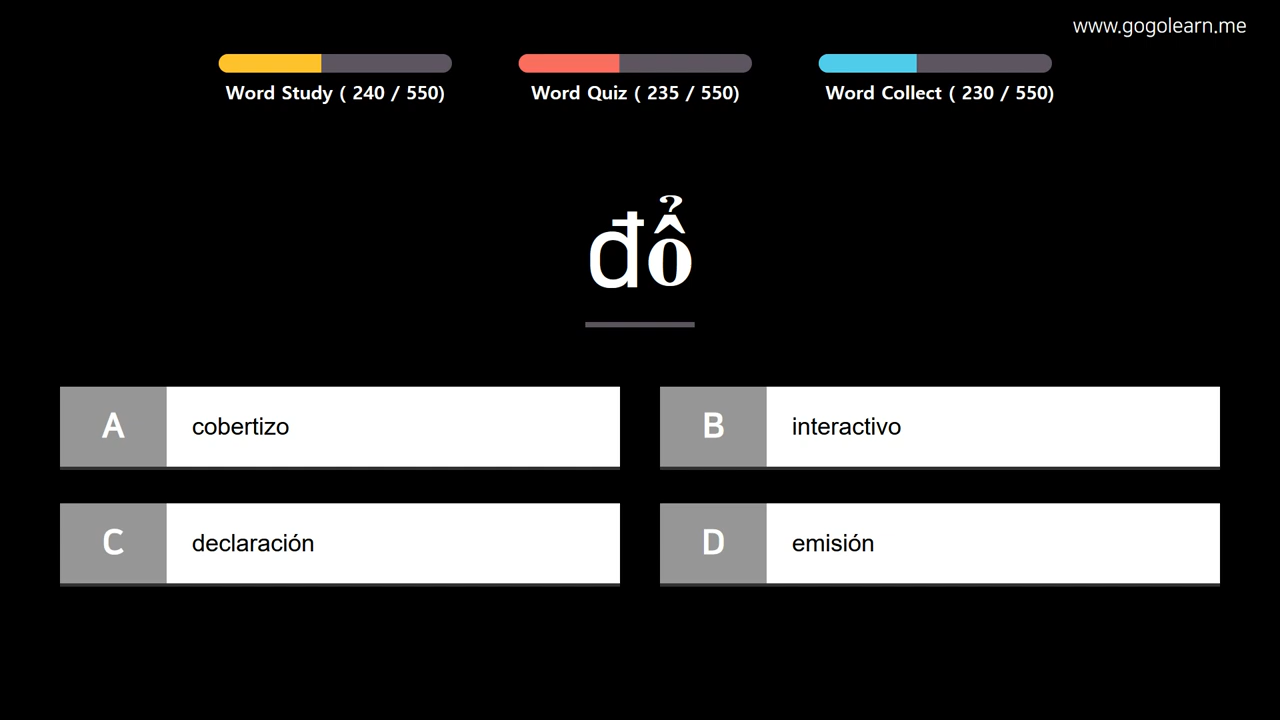 www.gogolearn.me
Word Study ( 240 / 550)
Word Quiz ( 235 / 550)
Word Collect ( 230 / 550)
đổ
A
cobertizo
B
interactivo
C
declaración
D
emisión